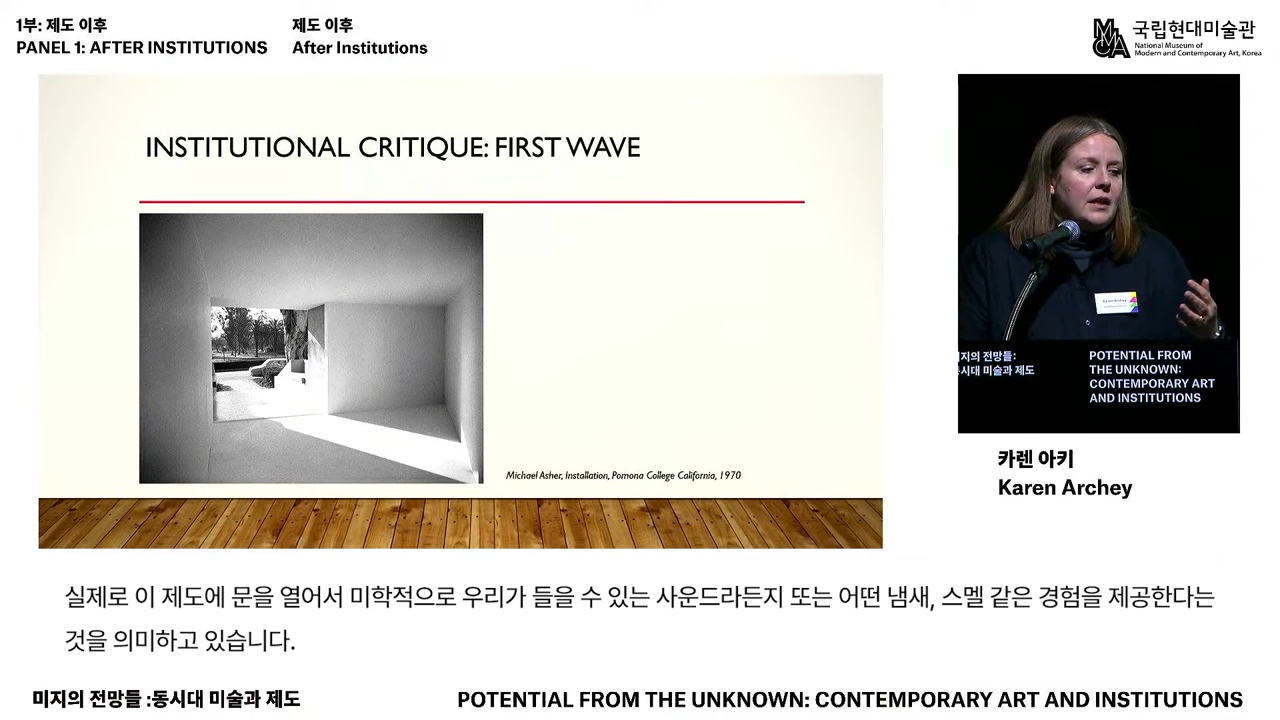 1부: 제도 이후
PANEL 1: AFTER INSTITUTIONS
제도 이후
After Institutions
MMCA
국립현대미술관
National Museum of
Modern and Contemporary Art, Korea
INSTITUTIONAL CRITIQUE: FIRST WAVE
Michael Asher, Installation, Pomona College California, 1970
지의 전망들:
동시대 미술과 제도
POTENTIAL FROM
THE UNKNOWN:
CONTEMPORARY ART
AND INSTITUTIONS
카렌 아키
Karen Archey
실제로 이 제도에 문을 열어서 미학적으로 우리가 들을 수 있는 사운드라든지 또는 어떤 냄새, 스멜 같은 경험을 제공한다는
것을 의미하고 있습니다.
미지의 전망들 :동시대 미술과 제도
POTENTIAL FROM THE UNKNOWN: CONTEMPORARY ART AND INSTITUTIONS